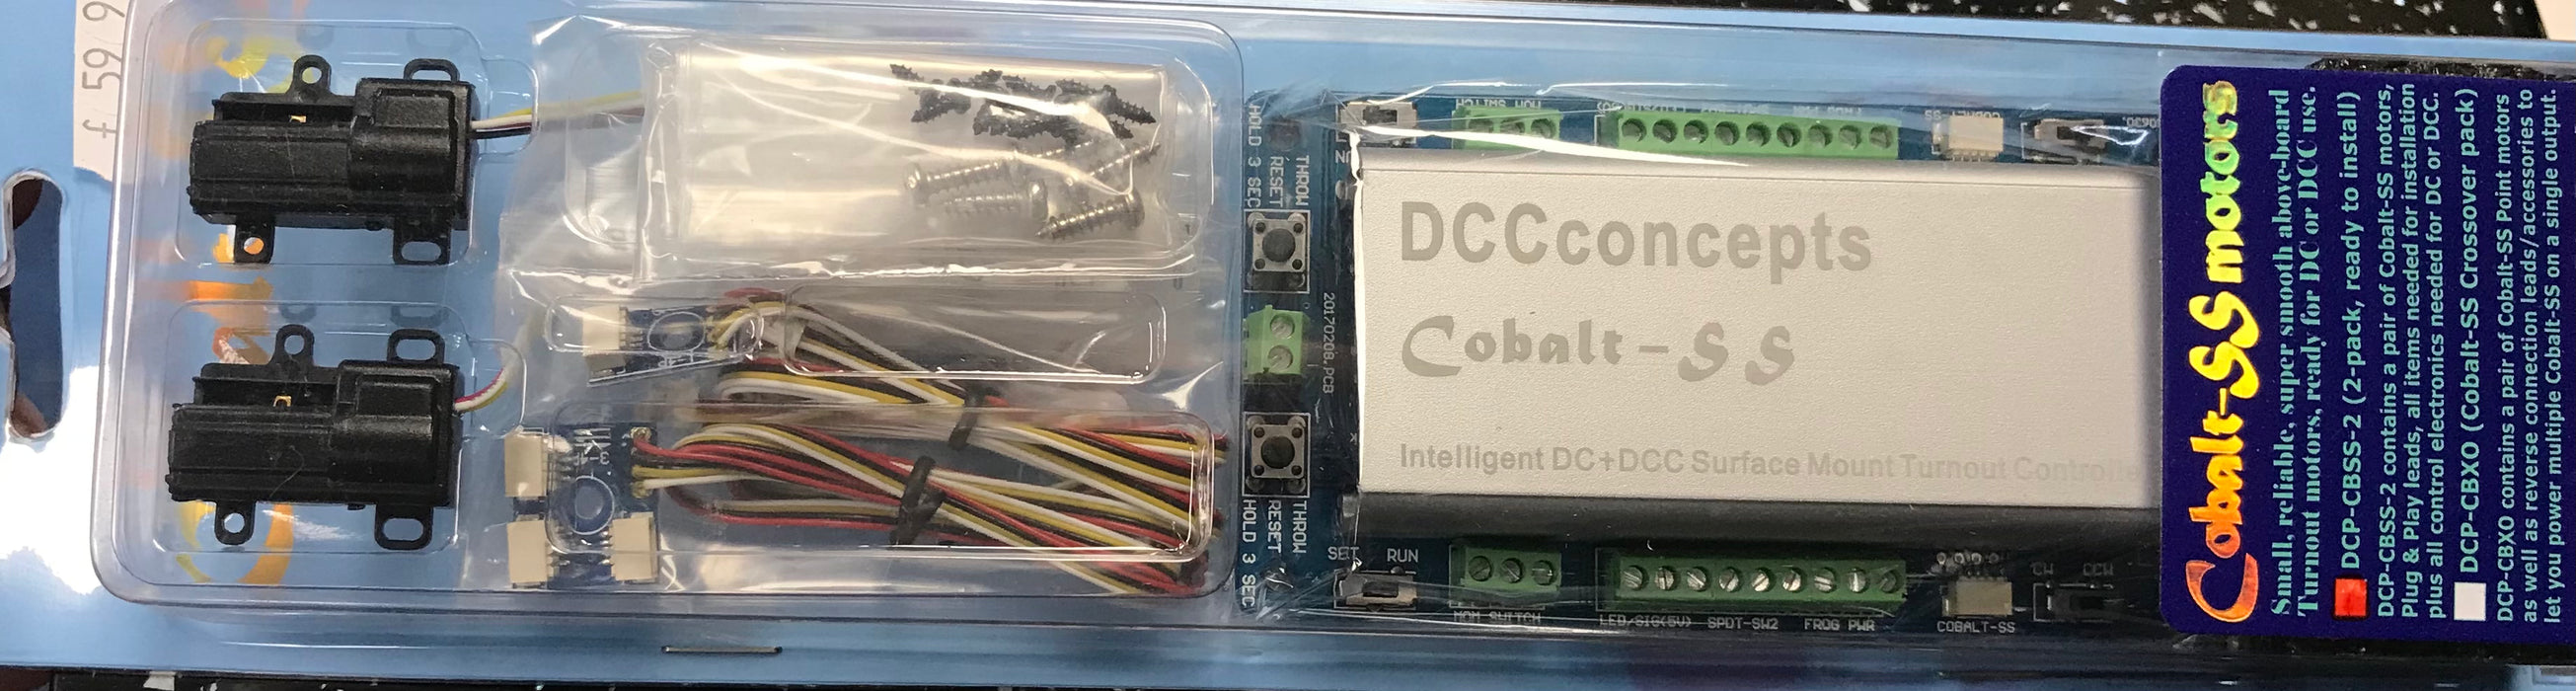 £ 59.9
HOLD 3 SEC
RESET
THROW
MOM SWITCH
COBALT-SS
20170208.PCB
HOLD 3 SEC
RESET
THROW
SET
RUN
MOM SWITCH
LED/SIG(5V)
SPDT-SW2
FROG PWR
COBALT-SS
CW
CCW
DCCconcepts
Cobalt-SS
Intelligent DC+DCC Surface Mount Turnout Controlle
Cobalt-SS motors
Small, reliable, super smooth above-board
Turnout motors, ready for DC or DCC use.
DCP-CBSS-2 (2-pack, ready to install)
DCP-CBSS-2 contains a pair of Cobalt-SS motors,
Plug & Play leads, all items needed for installation
plus all control electronics needed for DC or DCC.
DCP-CBXO (Cobalt-SS Crossover pack)
DCP-CBXO contains a pair of Cobalt-SS Point motors
as well as reverse connection leads/accessories to
let you power multiple Cobalt-SS on a single output.